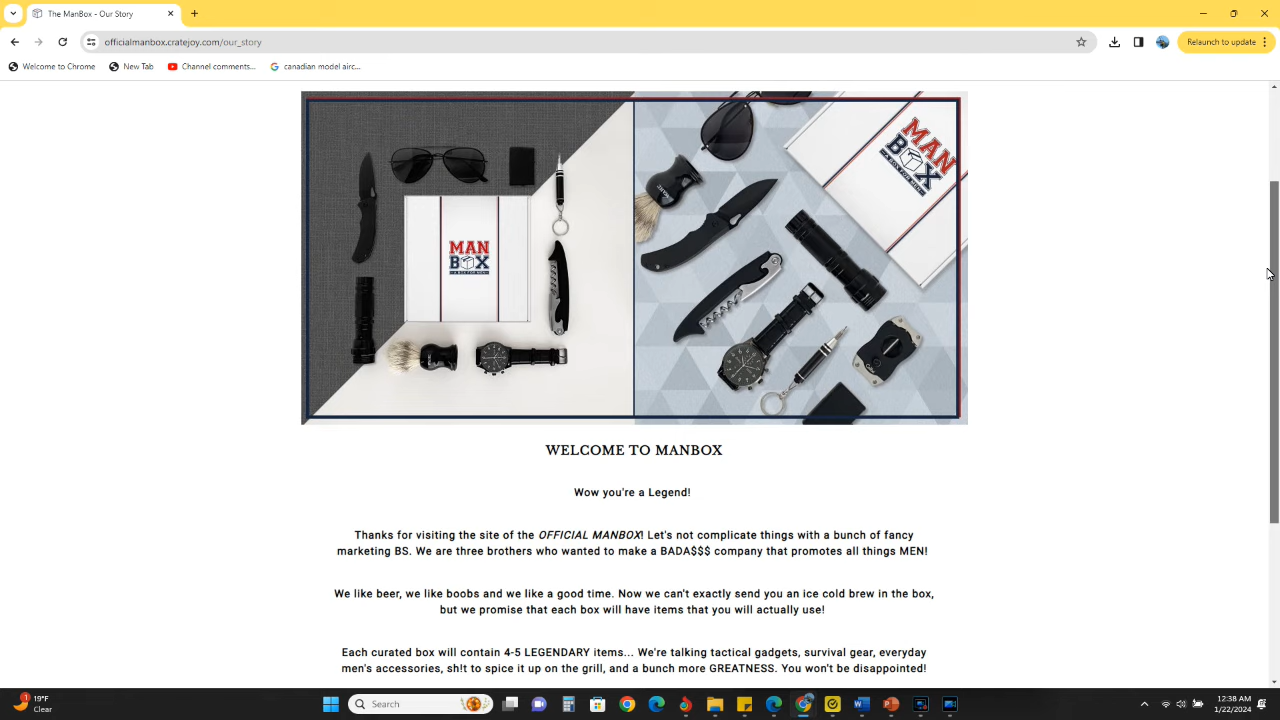 The ManBox - Our Story
officialmanbox.cratejoy.com/our_story
Relaunch to update
Welcome to Chrome
New Tab
Channel comments...
canadian model airc...
MAN
BOX
A BOX FOR MEN
MAN
BOX
A BOX FOR MEN
WELCOME TO MANBOX
Wow you're a Legend!
Thanks for visiting the site of the OFFICIAL MANBOX! Let's not complicate things with a bunch of fancy
marketing BS. We are three brothers who wanted to make a BADA$$$ company that promotes all things MEN!
We like beer, we like boobs and we like a good time. Now we can't exactly send you an ice cold brew in the box,
but we promise that each box will have items that you will actually use!
Each curated box will contain 4-5 LEGENDARY items... We're talking tactical gadgets, survival gear, everyday
men's accessories, sh!t to spice it up on the grill, and a bunch more GREATNESS. You won't be disappointed!
1
19°F
Clear
Search
12:38 AM
1/22/2024